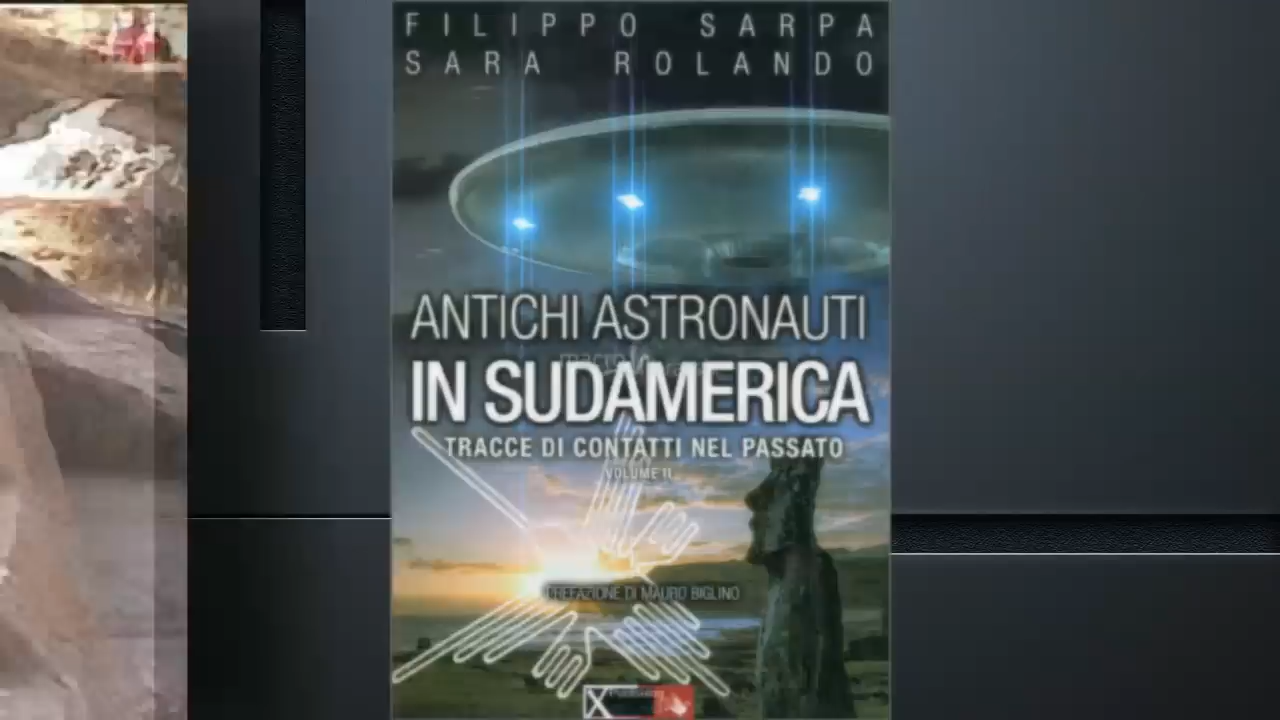 FILIPPO SARPA
SARA ROLANDO
ANTICHI ASTRONAUTI
IN SUDAMERICA
TRACCE DI CONTATTI NEL PASSATO
VOLUME II
PREFAZIONE DI MAURO BIGLINO
X